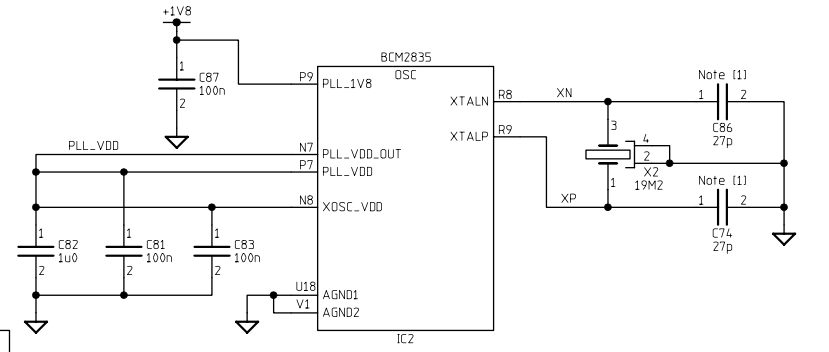 +1V8
1
C87
100n
2
BCM2835
OSC
P9
PLL_1V8
PLL_VDD
N7
PLL_VDD_OUT
P7
PLL_VDD
N8
XOSC_VDD
1
C82
1u0
2
1
C81
100n
2
1
C83
100n
2
U18
AGND1
V1
AGND2
IC2
XTALN
R8
XN
XTALP
R9
XP
3
4
2
X2
19M2
1
Note [1]
1
2
C86
27p
Note [1]
1
2
C74
27p